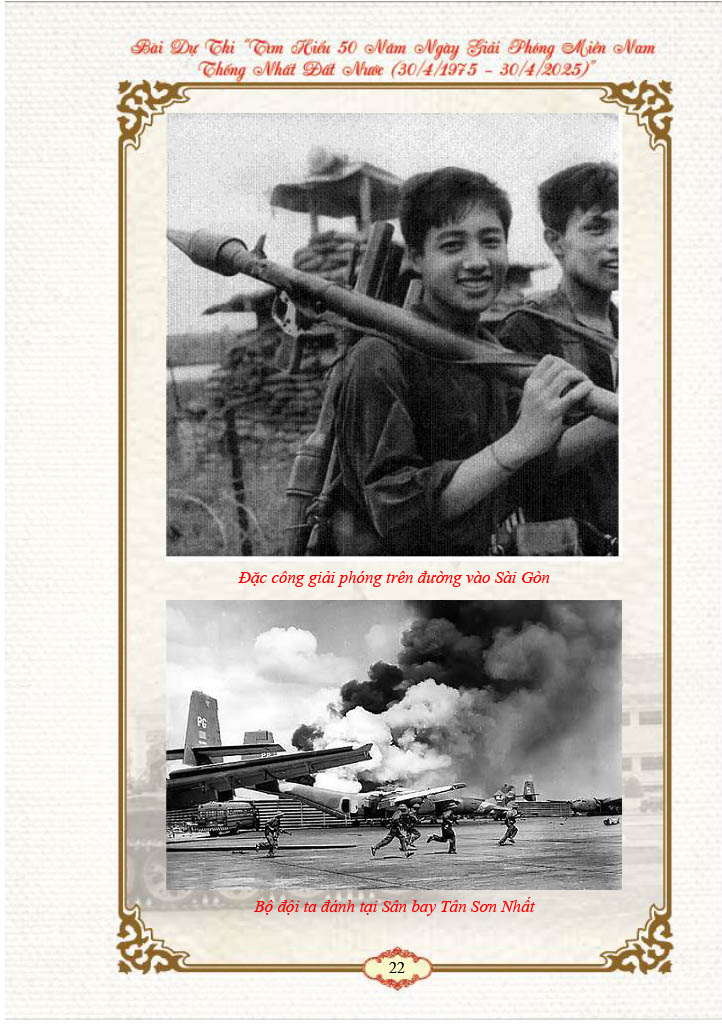 Bài Dự Thi "Tìm Hiểu 50 Năm Ngày Giải Phóng Miền Nam
Thống Nhất Đất Nước (30/4/1975 – 30/4/2025)"
Đặc công giải phóng trên đường vào Sài Gòn
PG
Bộ đội ta đánh tại Sân bay Tân Sơn Nhất
22